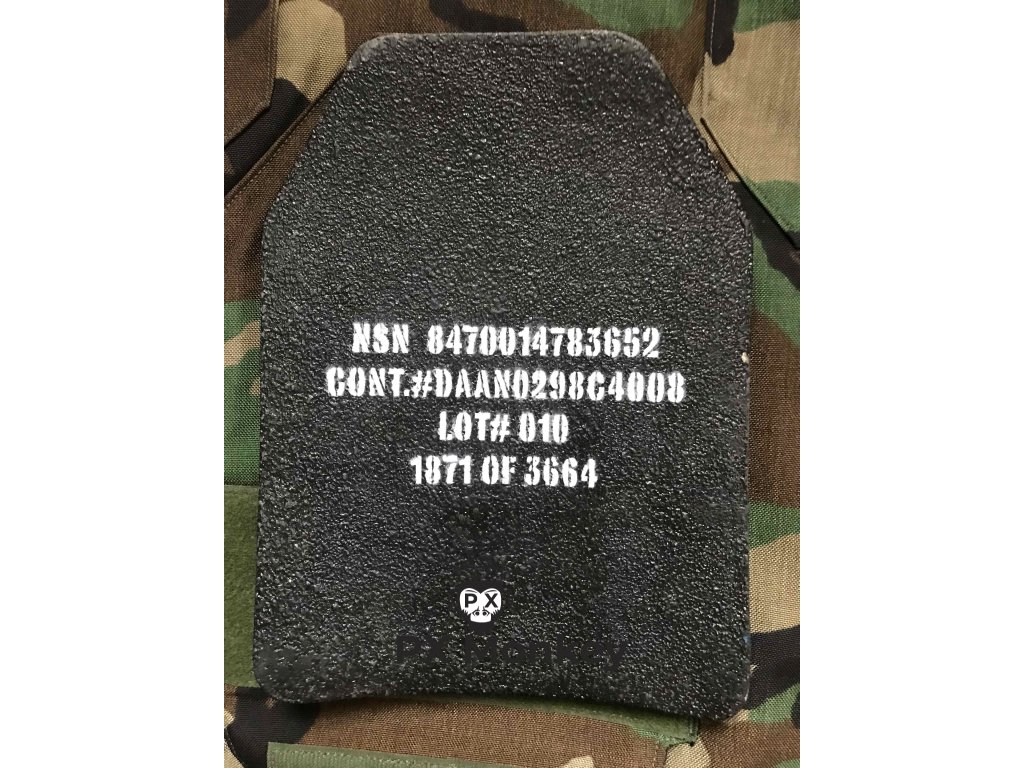 NSN 8470014783652
CONT.#DAAN0298C4008
LOT# 010
1871 OF 3664
PX
PX Monkey